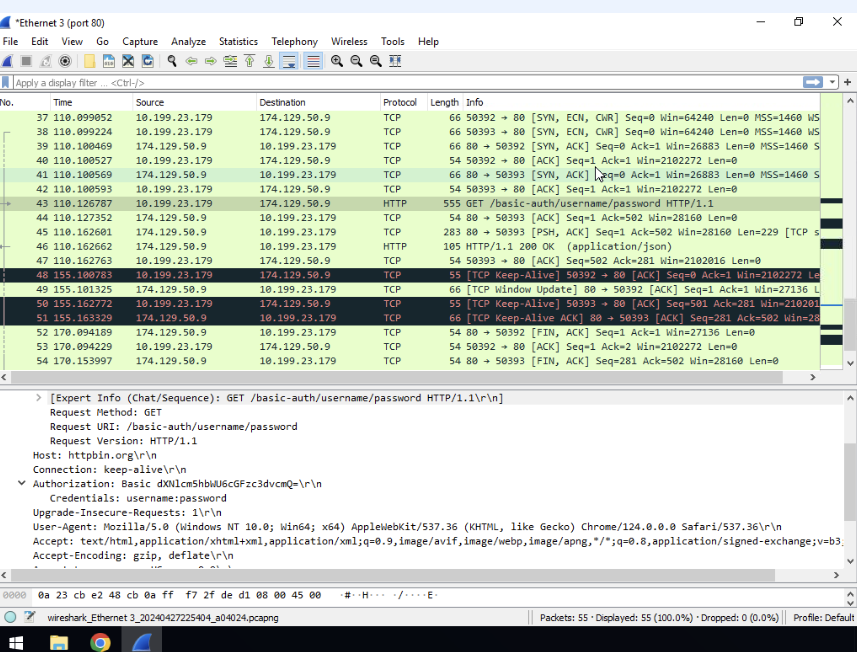 *Ethernet 3 (port 80)
File Edit View Go Capture Analyze Statistics Telephony Wireless Tools Help
Apply a display filter ... <Ctrl-/>
No. Time Source Destination Protocol Length Info
37 110.099052 10.199.23.179 174.129.50.9 TCP 66 50392 → 80 [SYN, ECN, CWR] Seq=0 Win=64240 Len=0 MSS=1460 WS
38 110.099224 10.199.23.179 174.129.50.9 TCP 66 50393 → 80 [SYN, ECN, CWR] Seq=0 Win=64240 Len=0 MSS=1460 WS
39 110.100469 174.129.50.9 10.199.23.179 TCP 66 80 → 50392 [SYN, ACK] Seq=0 Ack=1 Win=26883 Len=0 MSS=1460 S
40 110.100527 10.199.23.179 174.129.50.9 TCP 54 50392 → 80 [ACK] Seq=1 Ack=1 Win=2102272 Len=0
41 110.100569 174.129.50.9 10.199.23.179 TCP 66 80 → 50393 [SYN, ACK] Seq=0 Ack=1 Win=26883 Len=0 MSS=1460 S
42 110.100593 10.199.23.179 174.129.50.9 TCP 54 50393 → 80 [ACK] Seq=1 Ack=1 Win=2102272 Len=0
43 110.126787 10.199.23.179 174.129.50.9 HTTP 555 GET /basic-auth/username/password HTTP/1.1
44 110.127352 174.129.50.9 10.199.23.179 TCP 54 80 → 50393 [ACK] Seq=1 Ack=502 Win=28160 Len=0
45 110.162601 174.129.50.9 10.199.23.179 TCP 283 80 → 50393 [PSH, ACK] Seq=1 Ack=502 Win=28160 Len=229 [TCP s
46 110.162662 174.129.50.9 10.199.23.179 HTTP 105 HTTP/1.1 200 OK (application/json)
47 110.162763 10.199.23.179 174.129.50.9 TCP 54 50393 → 80 [ACK] Seq=502 Ack=281 Win=2102016 Len=0
48 155.100783 10.199.23.179 174.129.50.9 TCP 55 [TCP Keep-Alive] 50392 → 80 [ACK] Seq=0 Ack=1 Win=2102272 Le
49 155.101325 174.129.50.9 10.199.23.179 TCP 66 [TCP Window Update] 80 → 50392 [ACK] Seq=1 Ack=1 Win=27136 L
50 155.162772 10.199.23.179 174.129.50.9 TCP 55 [TCP Keep-Alive] 50393 → 80 [ACK] Seq=501 Ack=281 Win=210201
51 155.163329 174.129.50.9 10.199.23.179 TCP 66 [TCP Keep-Alive ACK] 80 → 50393 [ACK] Seq=281 Ack=502 Win=28
52 170.094189 174.129.50.9 10.199.23.179 TCP 54 80 → 50392 [FIN, ACK] Seq=1 Ack=1 Win=27136 Len=0
53 170.094229 10.199.23.179 174.129.50.9 TCP 54 50392 → 80 [ACK] Seq=1 Ack=2 Win=2102272 Len=0
54 170.153997 174.129.50.9 10.199.23.179 TCP 54 80 → 50393 [FIN, ACK] Seq=281 Ack=502 Win=28160 Len=0
[Expert Info (Chat/Sequence): GET /basic-auth/username/password HTTP/1.1\r\n]
Request Method: GET
Request URI: /basic-auth/username/password
Request Version: HTTP/1.1
Host: httpbin.org\r\n
Connection: keep-alive\r\n
Authorization: Basic dXNlcm5hbWU6cGFzc3dvcmQ=\r\n
Credentials: username:password
Upgrade-Insecure-Requests: 1\r\n
User-Agent: Mozilla/5.0 (Windows NT 10.0; Win64; x64) AppleWebKit/537.36 (KHTML, like Gecko) Chrome/124.0.0.0 Safari/537.36\r\n
Accept: text/html,application/xhtml+xml,application/xml;q=0.9,image/avif,image/webp,image/apng,*/*;q=0.8,application/signed-exchange;v=b3;
Accept-Encoding: gzip, deflate\r\n
0000 0a 23 cb e2 48 cb 0a ff f7 2f de d1 08 00 45 00 ·#··H··· ·/····E·
wireshark_Ethernet 3_20240427225404_a04024.pcapng
Packets: 55 · Displayed: 55 (100.0%) · Dropped: 0 (0.0%)
Profile: Default